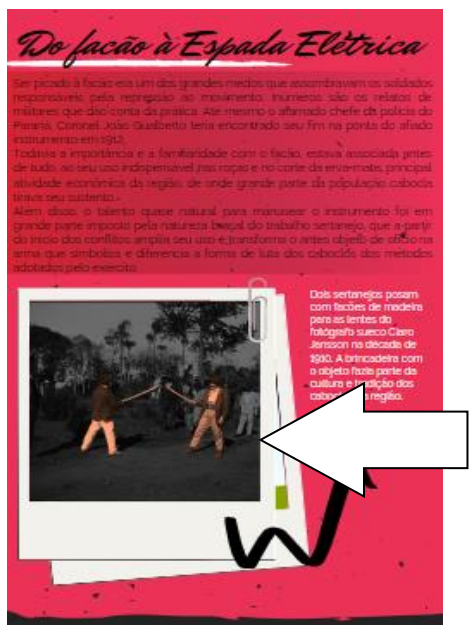 Do facão à Espada Elétrica
Ser picado à facão era um dos grandes medos que assombravam os soldados
responsáveis pela repressão ao movimento. Inúmeros são os relatos de
militares que dão conta da prática. Até mesmo o afamado chefe de polícia do
Paraná, Coronel João Gualberto teria encontrado seu fim na ponta do afiado
instrumento em 1912.
Todavia a importância e a familiaridade com o facão, estava associada antes
de tudo, ao seu uso indispensável nas roças e no corte da erva-mate, principal
atividade econômica da região, de onde grande parte da população cabocla
tirava seu sustento.
Além disso, o talento quase natural para manusear o instrumento foi em
grande parte imposto pela natureza braçal do trabalho sertanejo, que a partir
do início dos conflitos amplia seu uso e transforma o antes objeto de ofício na
arma que simboliza e diferencia a forma de luta dos caboclos dos métodos
adotados pelo exército.
Dois sertanejos posam
com facões de madeira
para as lentes do
fotógrafo sueco Claro
Jansson na década de
1910. A brincadeira com
o objeto fazia parte da
cultura e tradição dos
região.